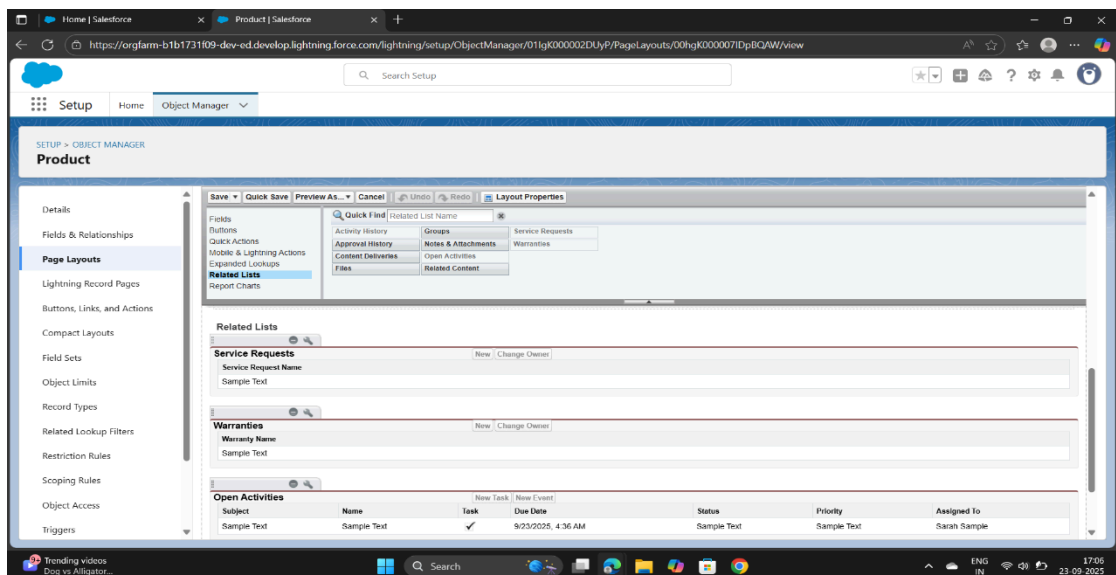 Home | Salesforce
Product | Salesforce
https://orgfarm-b1b1731f09-dev-ed.develop.lightning.force.com/lightning/setup/ObjectManager/01IgK000002DUyP/PageLayouts/00hgK000007IDpBQAW/view
Search Setup
Setup Home Object Manager
SETUP > OBJECT MANAGER
Product
Details
Fields & Relationships
Page Layouts
Lightning Record Pages
Buttons, Links, and Actions
Compact Layouts
Field Sets
Object Limits
Record Types
Related Lookup Filters
Restriction Rules
Scoping Rules
Object Access
Triggers
Save Quick Save Preview As... Cancel Undo Redo Layout Properties
Fields
Buttons
Quick Actions
Mobile & Lightning Actions
Expanded Lookups
Related Lists
Report Charts
Quick Find Related List Name
Activity History Groups Service Requests
Approval History Notes & Attachments Warranties
Content Deliveries Open Activities
Files Related Content
Related Lists
Service Requests New Change Owner
Service Request Name
Sample Text
Warranties New Change Owner
Warranty Name
Sample Text
Open Activities New Task New Event
Subject Name Task Due Date Status Priority Assigned To
Sample Text Sample Text ✓ 9/23/2025, 4:36 AM Sample Text Sample Text Sarah Sample
Trending videos
Dog vs Alligator...
Search
ENG
IN
17:06
23-09-2025